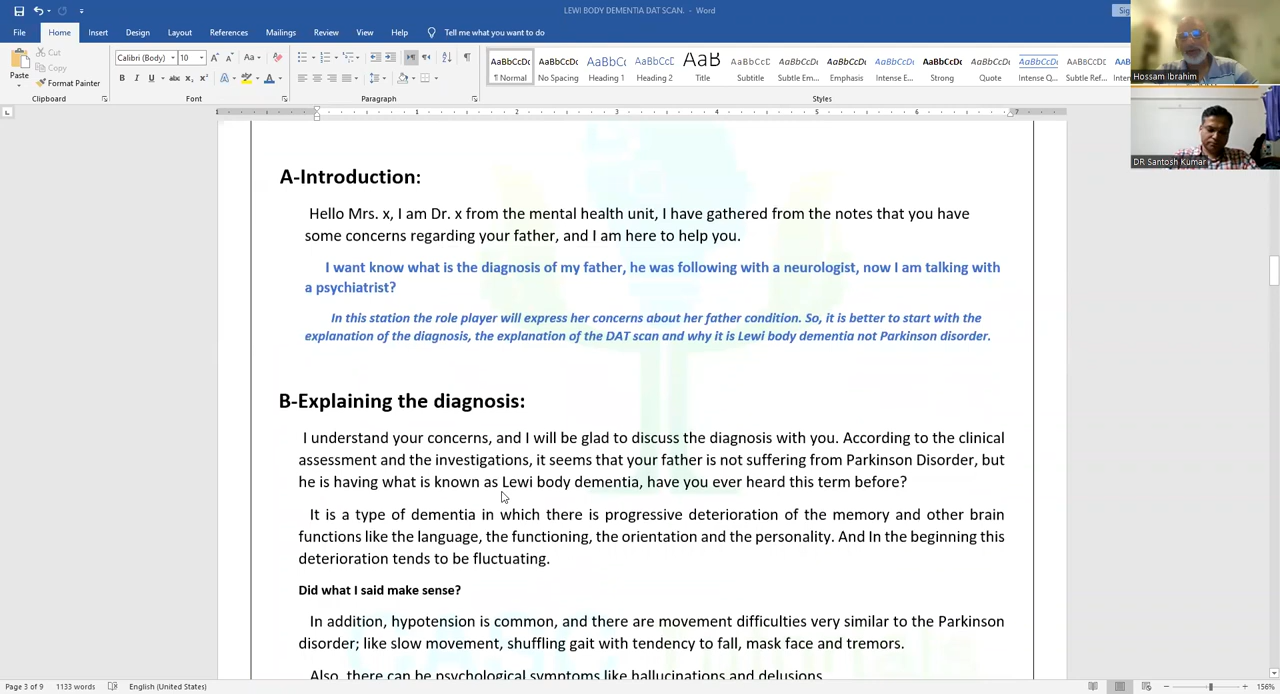 LEWI BODY DEMENTIA DAT SCAN. - Word
File Home Insert Design Layout References Mailings Review View Help Tell me what you want to do
Paste Cut Copy Format Painter
Calibri (Body) 10
Clipboard Font Paragraph Styles
AaBbCcDc AaBbCcDc AaBbCc AaBbCcC AaB AaBbCcD AaBbCcDc AaBbCcDc AaBbCcDc AaBbCcDc AaBbCcDc AaBbCcDc AaBbCcDc
¶ Normal No Spacing Heading 1 Heading 2 Title Subtitle Subtle Em... Emphasis Intense E... Strong Quote Intense Q... Subtle Ref...
Hossam Ibrahim
DR Santosh Kumar
A-Introduction:
Hello Mrs. x, I am Dr. x from the mental health unit, I have gathered from the notes that you have
some concerns regarding your father, and I am here to help you.
I want know what is the diagnosis of my father, he was following with a neurologist, now I am talking with
a psychiatrist?
In this station the role player will express her concerns about her father condition. So, it is better to start with the
explanation of the diagnosis, the explanation of the DAT scan and why it is Lewi body dementia not Parkinson disorder.
B-Explaining the diagnosis:
I understand your concerns, and I will be glad to discuss the diagnosis with you. According to the clinical
assessment and the investigations, it seems that your father is not suffering from Parkinson Disorder, but
he is having what is known as Lewi body dementia, have you ever heard this term before?
It is a type of dementia in which there is progressive deterioration of the memory and other brain
functions like the language, the functioning, the orientation and the personality. And In the beginning this
deterioration tends to be fluctuating.
Did what I said make sense?
In addition, hypotension is common, and there are movement difficulties very similar to the Parkinson
disorder; like slow movement, shuffling gait with tendency to fall, mask face and tremors.
Also, there can be psychological symptoms like hallucinations and delusions
Page 3 of 9 1133 words English (United States) 156%